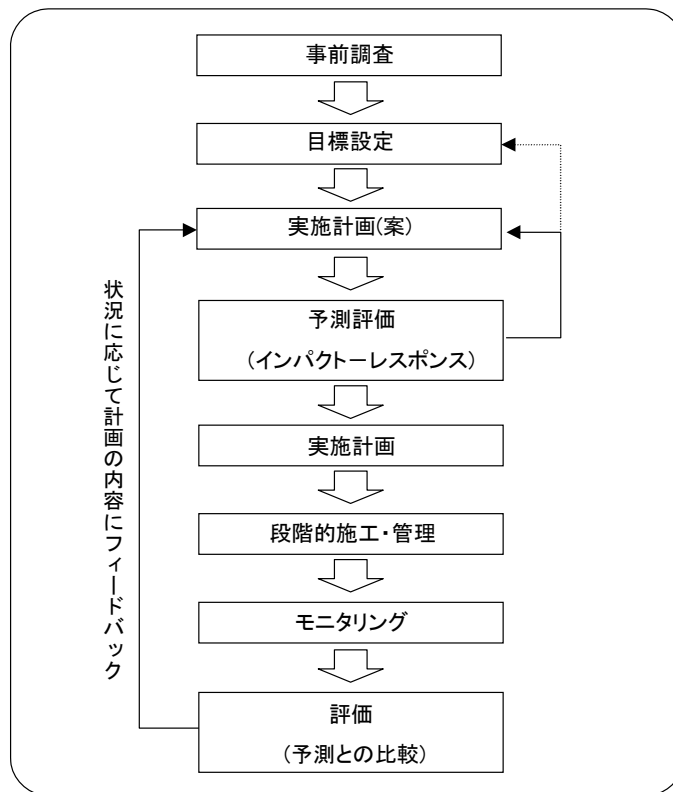 事前調査
目標設定
実施計画(案)
予測評価
(インパクトーレスポンス)
実施計画
段階的施工・管理
モニタリング
評価
(予測との比較)
状況に応じて計画の内容にフィードバック